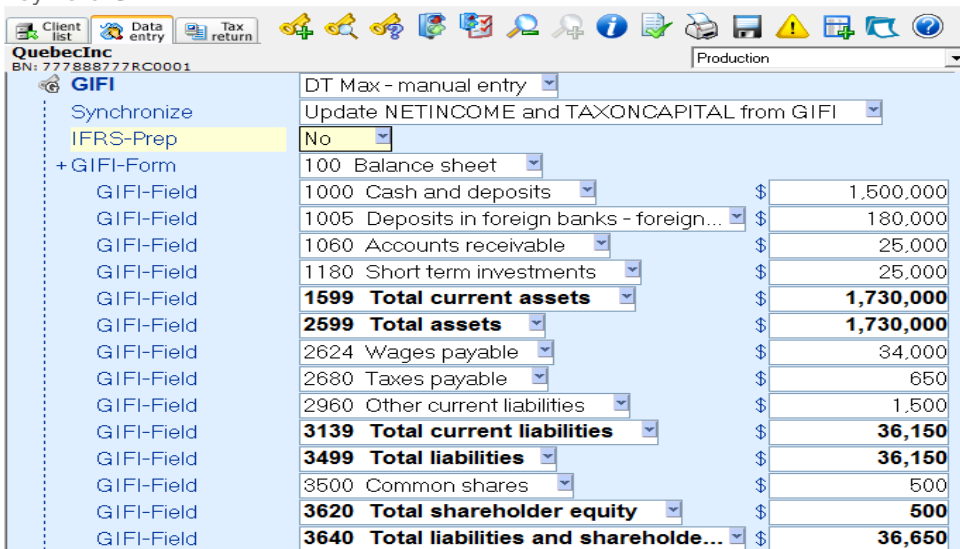 Client list Data entry Tax return
QuebecInc
BN: 777888777RC0001 Production
GIFI DT Max - manual entry
Synchronize Update NETINCOME and TAXONCAPITAL from GIFI
IFRS-Prep No
+GIFI-Form 100 Balance sheet
GIFI-Field 1000 Cash and deposits $ 1,500,000
GIFI-Field 1005 Deposits in foreign banks - foreign... $ 180,000
GIFI-Field 1060 Accounts receivable $ 25,000
GIFI-Field 1180 Short term investments $ 25,000
GIFI-Field 1599 Total current assets $ 1,730,000
GIFI-Field 2599 Total assets $ 1,730,000
GIFI-Field 2624 Wages payable $ 34,000
GIFI-Field 2680 Taxes payable $ 650
GIFI-Field 2960 Other current liabilities $ 1,500
GIFI-Field 3139 Total current liabilities $ 36,150
GIFI-Field 3499 Total liabilities $ 36,150
GIFI-Field 3500 Common shares $ 500
GIFI-Field 3620 Total shareholder equity $ 500
GIFI-Field 3640 Total liabilities and shareholde... $ 36,650